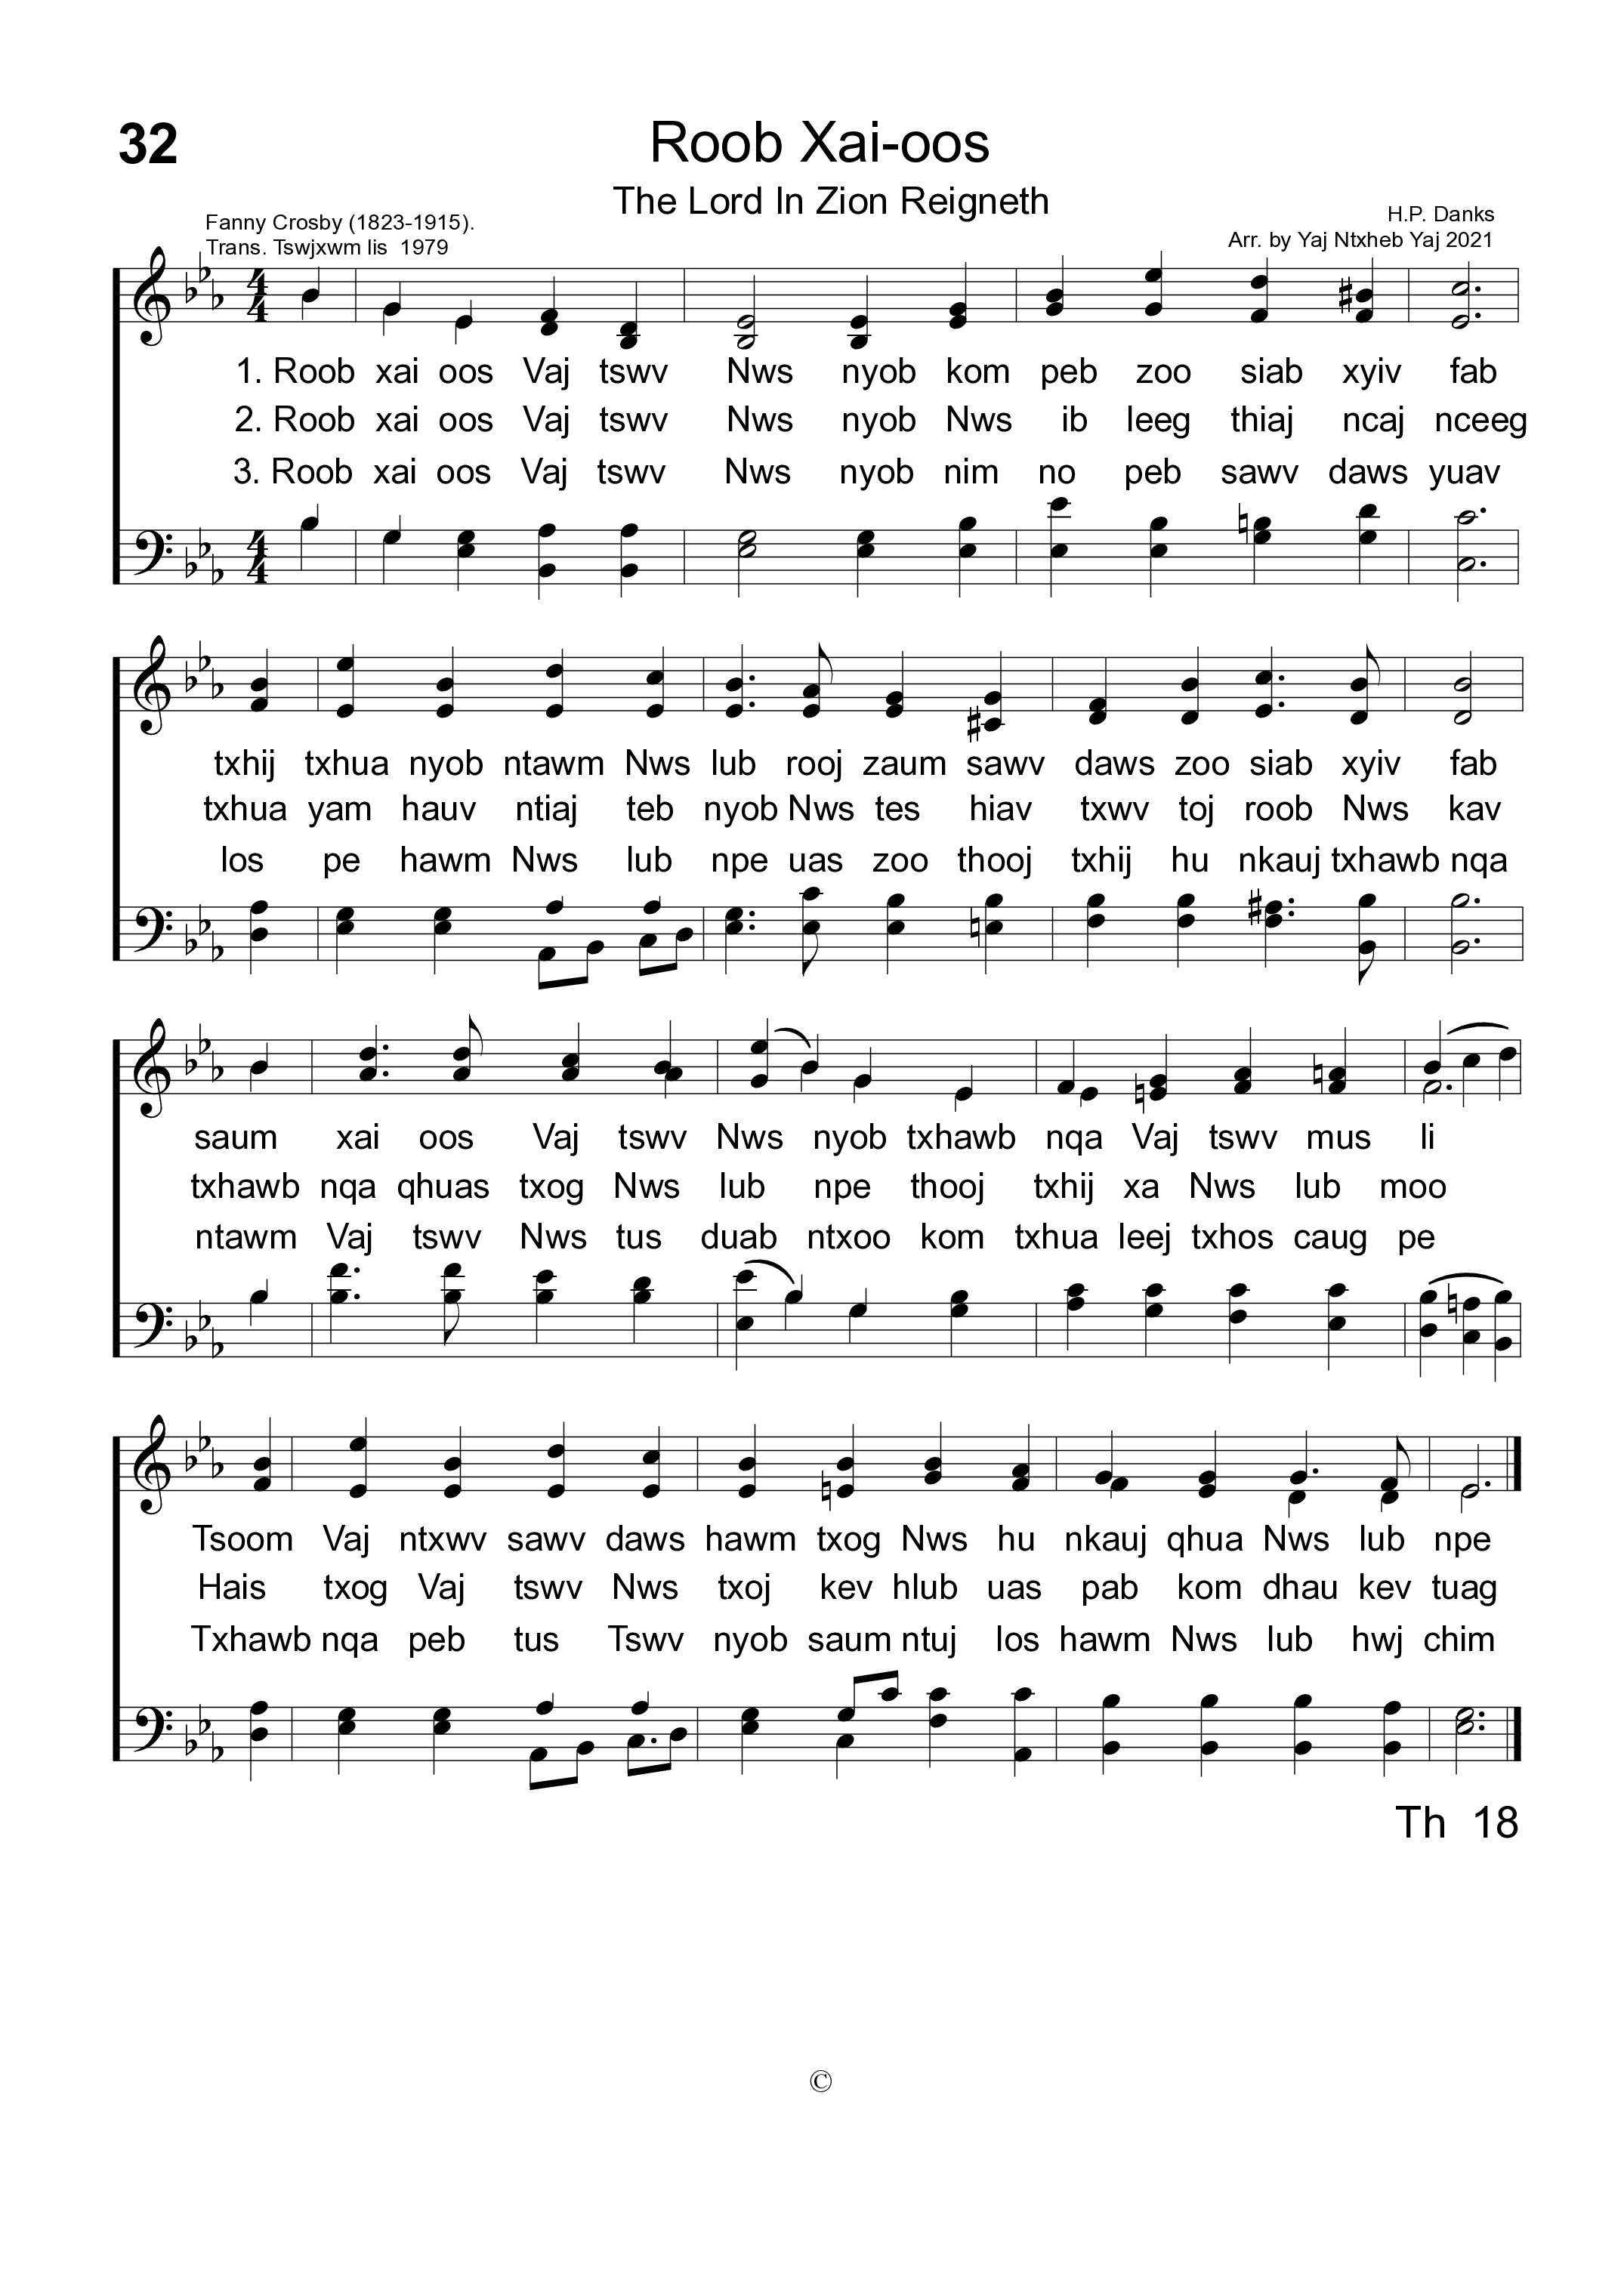 32
Roob Xai-oos
The Lord In Zion Reigneth
Fanny Crosby (1823-1915).
Trans. Tswjxwm lis 1979
H.P. Danks
Arr. by Yaj Ntxheb Yaj 2021
1. Roob xai oos Vaj tswv Nws nyob kom peb zoo siab xyiv fab
2. Roob xai oos Vaj tswv Nws nyob Nws ib leeg thiaj ncaj nceeg
3. Roob xai oos Vaj tswv Nws nyob nim no peb sawv daws yuav
txhij txhua nyob ntawm Nws lub rooj zaum sawv daws zoo siab xyiv fab
txhua yam hauv ntiaj teb nyob Nws tes hiav txwv toj roob Nws kav
los pe hawm Nws lub npe uas zoo thooj txhij hu nkauj txhawb nqa
saum xai oos Vaj tswv Nws nyob txhawb nqa Vaj tswv mus li
txhawb nqa qhuas txog Nws lub npe thooj txhij xa Nws lub moo
ntawm Vaj tswv Nws tus duab ntxoo kom txhua leej txhos caug pe
Tsoom Vaj ntxwv sawv daws hawm txog Nws hu nkauj qhua Nws lub npe
Hais txog Vaj tswv Nws txoj kev hlub uas pab kom dhau kev tuag
Txhawb nqa peb tus Tswv nyob saum ntuj los hawm Nws lub hwj chim
Th 18
©